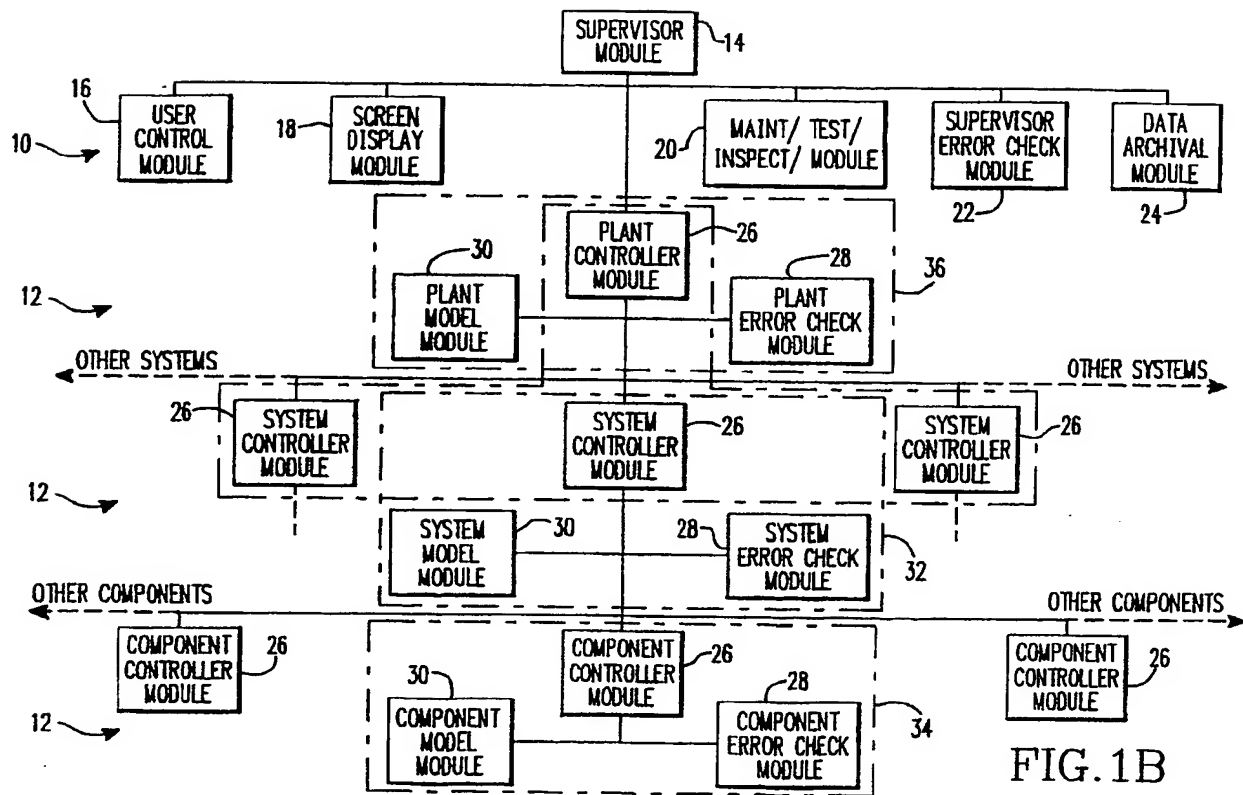 SUPERVISOR
MODULE
14
16
USER
CONTROL
MODULE
18
SCREEN
DISPLAY
MODULE
20
MAINT/ TEST/
INSPECT/ MODULE
SUPERVISOR
ERROR CHECK
MODULE
22
DATA
ARCHIVAL
MODULE
24
10
PLANT
CONTROLLER
MODULE
26
30
PLANT
MODEL
MODULE
28
PLANT
ERROR CHECK
MODULE
36
12
OTHER SYSTEMS
OTHER SYSTEMS
26
SYSTEM
CONTROLLER
MODULE
SYSTEM
CONTROLLER
MODULE
26
SYSTEM
CONTROLLER
MODULE
26
12
SYSTEM
MODEL
MODULE
30
28
SYSTEM
ERROR CHECK
MODULE
32
OTHER COMPONENTS
OTHER COMPONENTS
COMPONENT
CONTROLLER
MODULE
26
COMPONENT
CONTROLLER
MODULE
26
COMPONENT
CONTROLLER
MODULE
26
12
30
COMPONENT
MODEL
MODULE
28
COMPONENT
ERROR CHECK
MODULE
34
FIG.1B